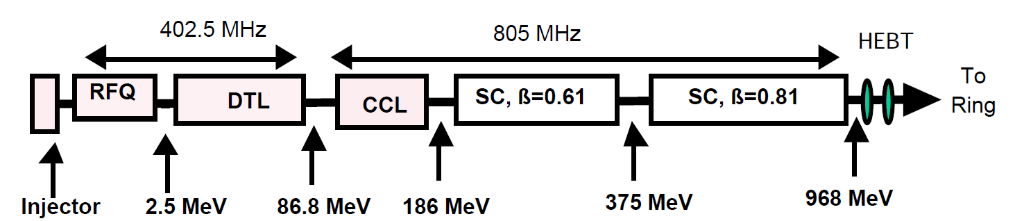 402.5 MHz
805 MHz
HEBT
RFQ
DTL
CCL
SC, ß=0.61
SC, ß=0.81
To
Ring
Injector
2.5 MeV
86.8 MeV
186 MeV
375 MeV
968 MeV